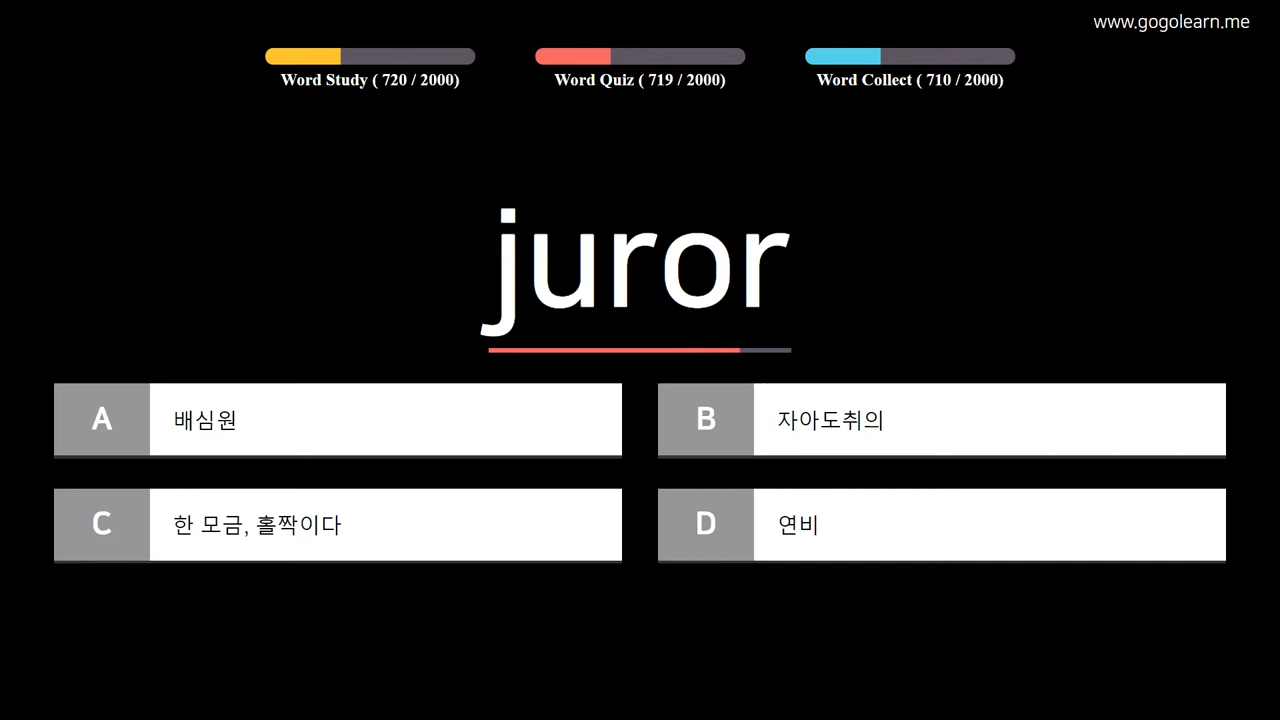 www.gogolearn.me
Word Study ( 720 / 2000)
Word Quiz ( 719 / 2000)
Word Collect ( 710 / 2000)
juror
A 배심원
B 자아도취의
C 한 모금, 홀짝이다
D 연비